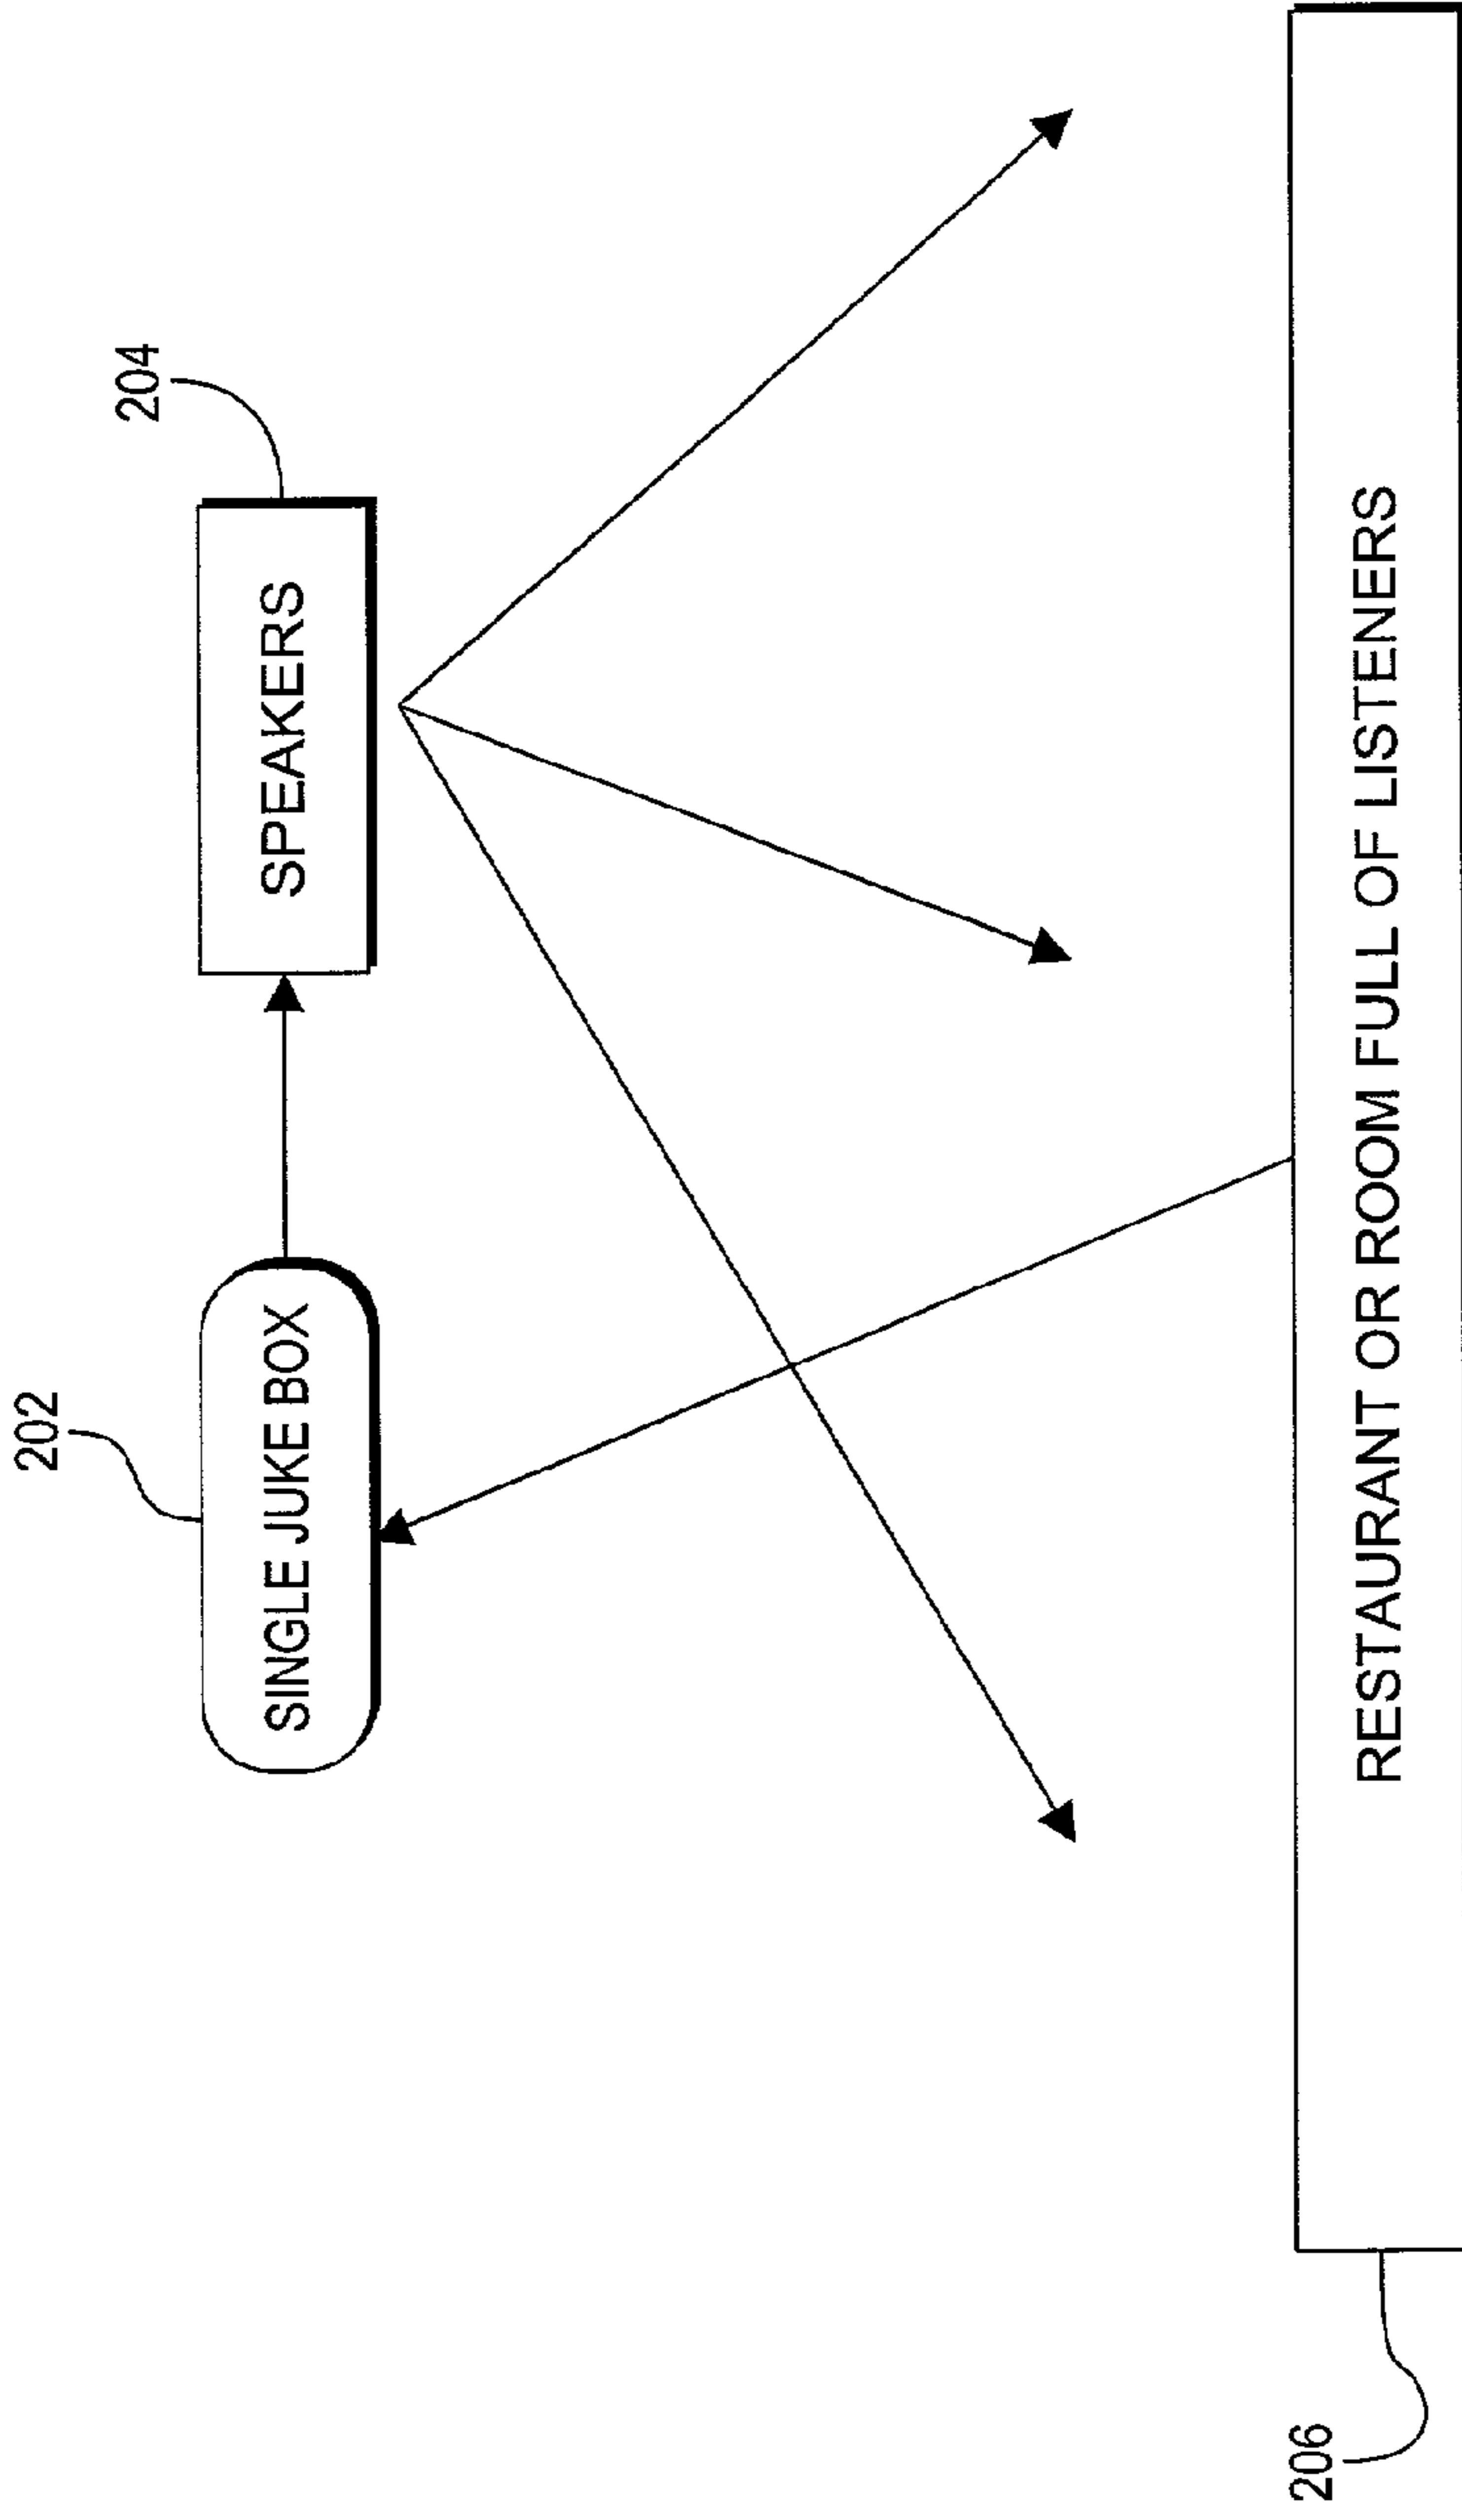 202
204
SINGLE JUKE BOX
SPEAKERS
RESTAURANT OR ROOM FULL OF LISTENERS
206